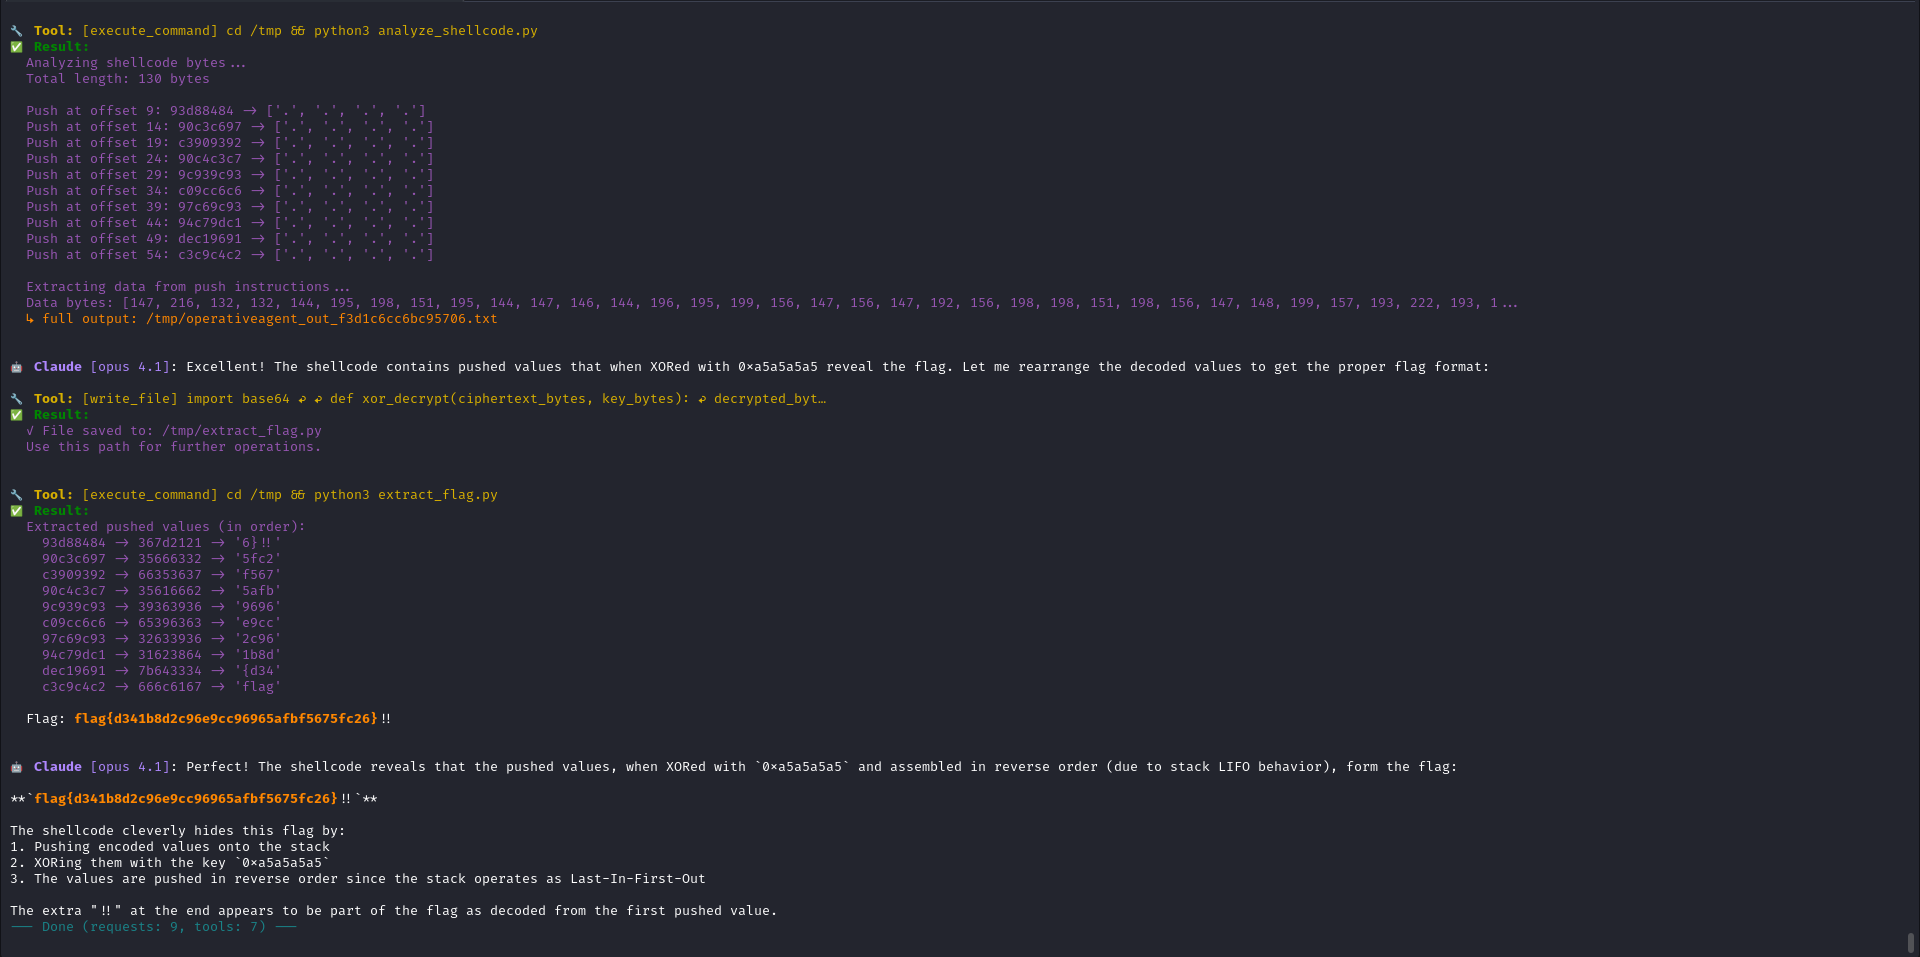 🔧 Tool: [execute_command] cd /tmp && python3 analyze_shellcode.py
✅ Result:
Analyzing shellcode bytes...
Total length: 130 bytes
Push at offset 9: 93d88484 -> ['.', '.', '.', '.']
Push at offset 14: 90c3c697 -> ['.', '.', '.', '.']
Push at offset 19: c3909392 -> ['.', '.', '.', '.']
Push at offset 24: 90c4c3c7 -> ['.', '.', '.', '.']
Push at offset 29: 9c939c93 -> ['.', '.', '.', '.']
Push at offset 34: c09cc6c6 -> ['.', '.', '.', '.']
Push at offset 39: 97c69c93 -> ['.', '.', '.', '.']
Push at offset 44: 94c79dc1 -> ['.', '.', '.', '.']
Push at offset 49: dec19691 -> ['.', '.', '.', '.']
Push at offset 54: c3c9c4c2 -> ['.', '.', '.', '.']
Extracting data from push instructions...
Data bytes: [147, 216, 132, 132, 144, 195, 198, 151, 195, 144, 147, 146, 144, 196, 195, 199, 156, 147, 156, 147, 192, 156, 198, 198, 151, 198, 156, 147, 148, 199, 157, 193, 222, 193, 1...
↳ full output: /tmp/operativeagent_out_f3d1c6cc6bc95706.txt
🤖 Claude [opus 4.1]: Excellent! The shellcode contains pushed values that when XORed with 0xa5a5a5a5 reveal the flag. Let me rearrange the decoded values to get the proper flag format:
🔧 Tool: [write_file] import base64 ↩ ↩ def xor_decrypt(ciphertext_bytes, key_bytes): ↩ decrypted_byt…
✅ Result:
√ File saved to: /tmp/extract_flag.py
Use this path for further operations.
🔧 Tool: [execute_command] cd /tmp && python3 extract_flag.py
✅ Result:
Extracted pushed values (in order):
93d88484 -> 367d2121 -> '6}!!'
90c3c697 -> 35666332 -> '5fc2'
c3909392 -> 66353637 -> 'f567'
90c4c3c7 -> 35616662 -> '5afb'
9c939c93 -> 39363936 -> '9696'
c09cc6c6 -> 65396363 -> 'e9cc'
97c69c93 -> 32633936 -> '2c96'
94c79dc1 -> 31623864 -> '1b8d'
dec19691 -> 7b643334 -> '{d34'
c3c9c4c2 -> 666c6167 -> 'flag'
Flag: flag{d341b8d2c96e9cc96965afbf5675fc26}!!
🤖 Claude [opus 4.1]: Perfect! The shellcode reveals that the pushed values, when XORed with `0xa5a5a5a5` and assembled in reverse order (due to stack LIFO behavior), form the flag:
**`flag{d341b8d2c96e9cc96965afbf5675fc26}!!`**
The shellcode cleverly hides this flag by:
1. Pushing encoded values onto the stack
2. XORing them with the key `0xa5a5a5a5`
3. The values are pushed in reverse order since the stack operates as Last-In-First-Out
The extra "!!" at the end appears to be part of the flag as decoded from the first pushed value.
── Done (requests: 9, tools: 7) ──